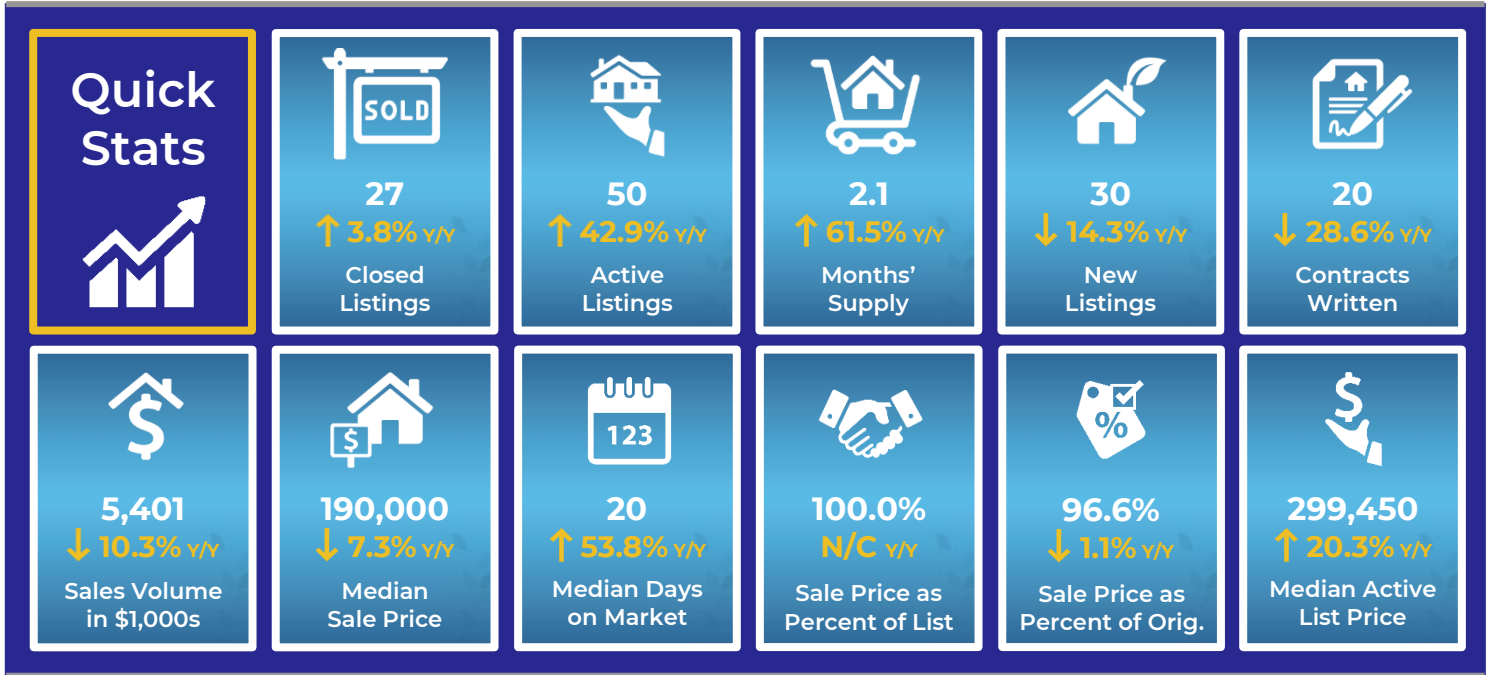 Quick
Stats
SOLD
27
↑ 3.8% Y/Y
Closed
Listings
50
↑ 42.9% Y/Y
Active
Listings
2.1
↑ 61.5% Y/Y
Months’
Supply
30
↓ 14.3% Y/Y
New
Listings
20
↓ 28.6% Y/Y
Contracts
Written
$
5,401
↓ 10.3% Y/Y
Sales Volume
in $1,000s
$
190,000
↓ 7.3% Y/Y
Median
Sale Price
123
20
↑ 53.8% Y/Y
Median Days
on Market
100.0%
N/C Y/Y
Sale Price as
Percent of List
%
96.6%
↓ 1.1% Y/Y
Sale Price as
Percent of Orig.
$
299,450
↑ 20.3% Y/Y
Median Active
List Price